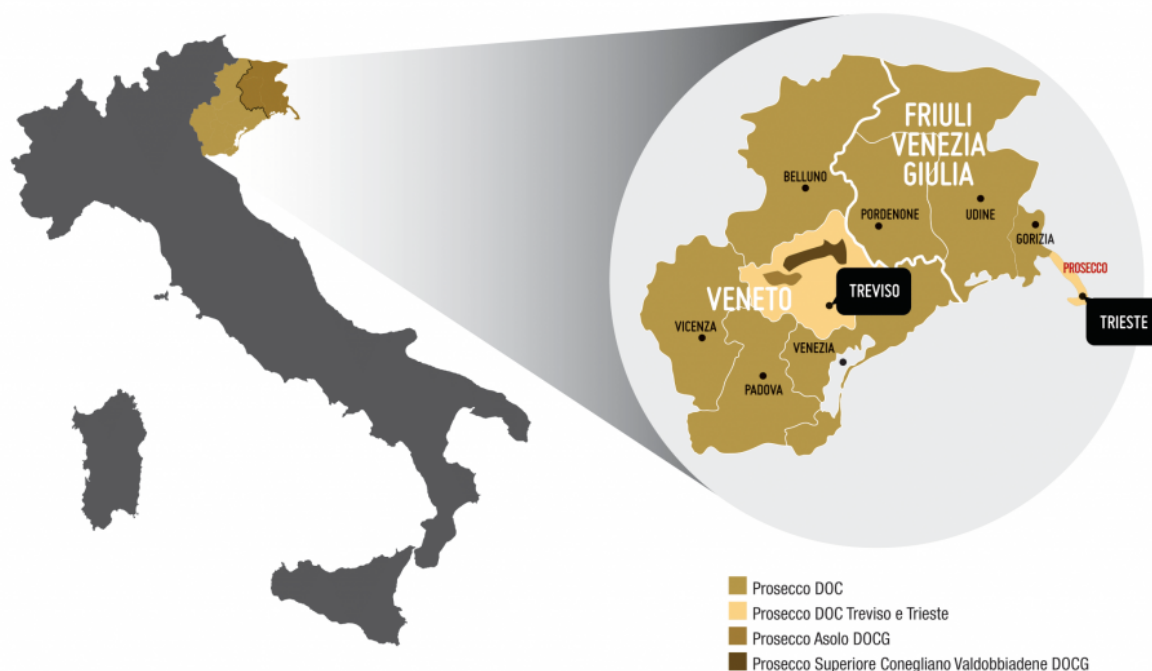 FRIULI
VENEZIA
GIULIA
BELLUNO
PORDENONE
UDINE
GORIZIA
PROSECCO
TREVISO
VENETO
TRIESTE
VICENZA
VENEZIA
PADOVA
Prosecco DOC
Prosecco DOC Treviso e Trieste
Prosecco Asolo DOCG
Prosecco Superiore Conegliano Valdobbiadene DOCG